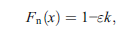 Fₙ(x) = 1−εk,